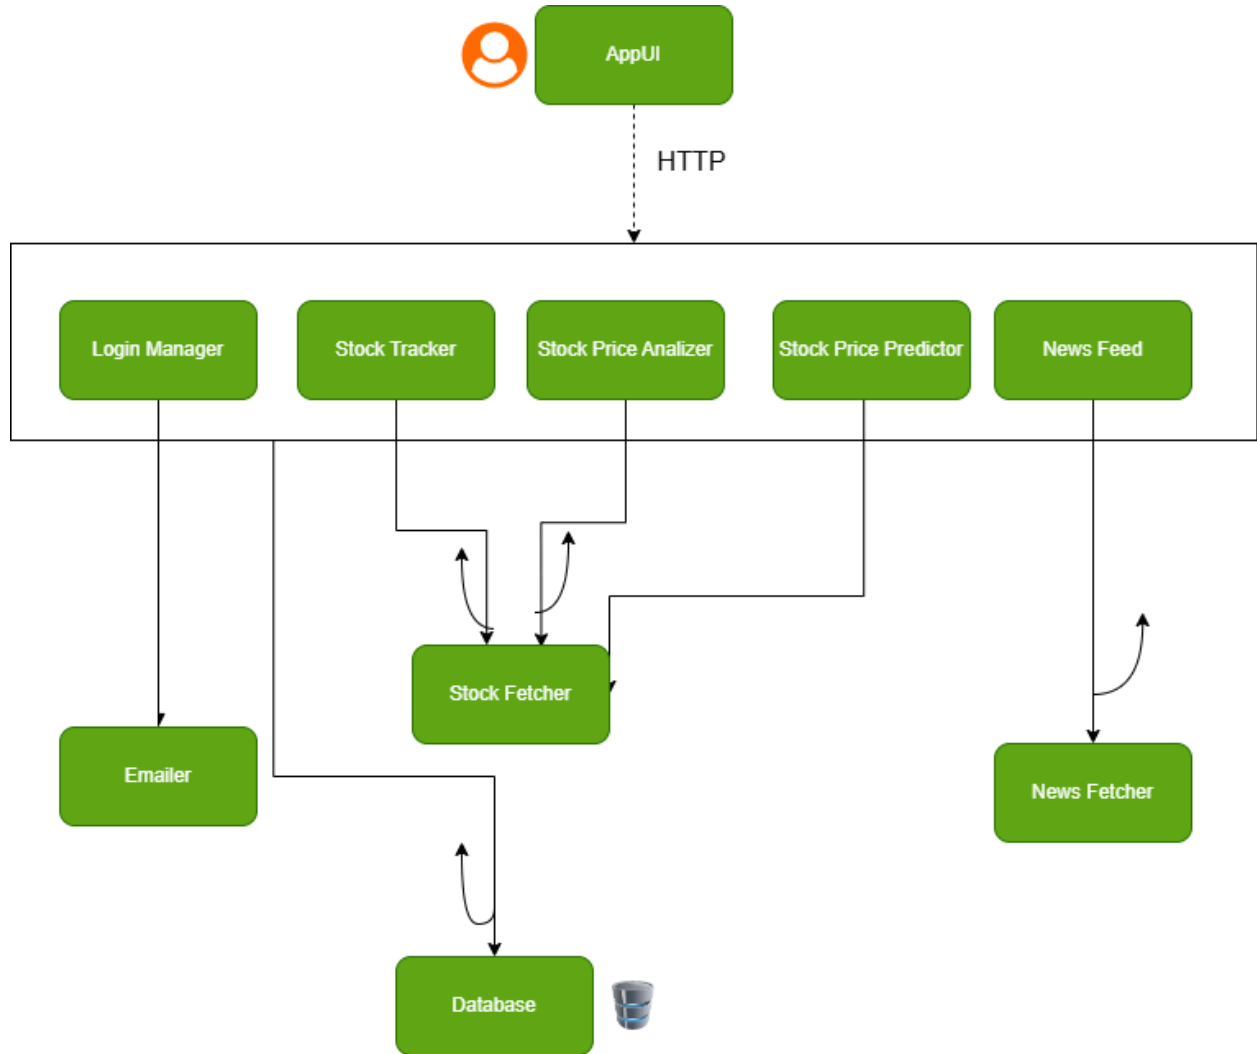 AppUI
HTTP
Login Manager
Stock Tracker
Stock Price Analizer
Stock Price Predictor
News Feed
Stock Fetcher
Emailer
News Fetcher
Database